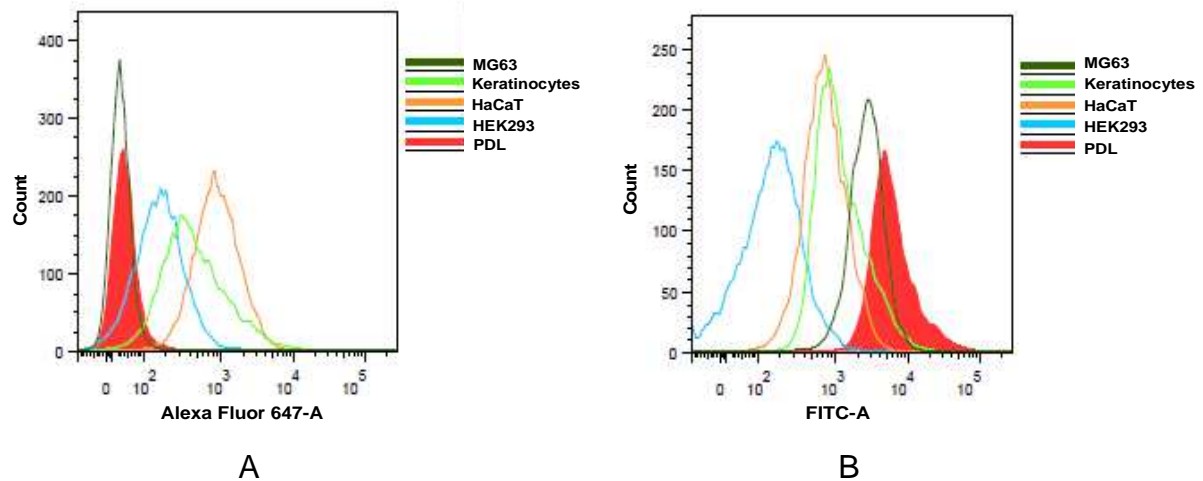 400
300
200
100
0
Count
0 10^2 10^3 10^4 10^5
Alexa Fluor 647-A
MG63
Keratinocytes
HaCaT
HEK293
PDL
A
250
200
150
100
50
0
Count
0 10^2 10^3 10^4 10^5
FITC-A
MG63
Keratinocytes
HaCaT
HEK293
PDL
B